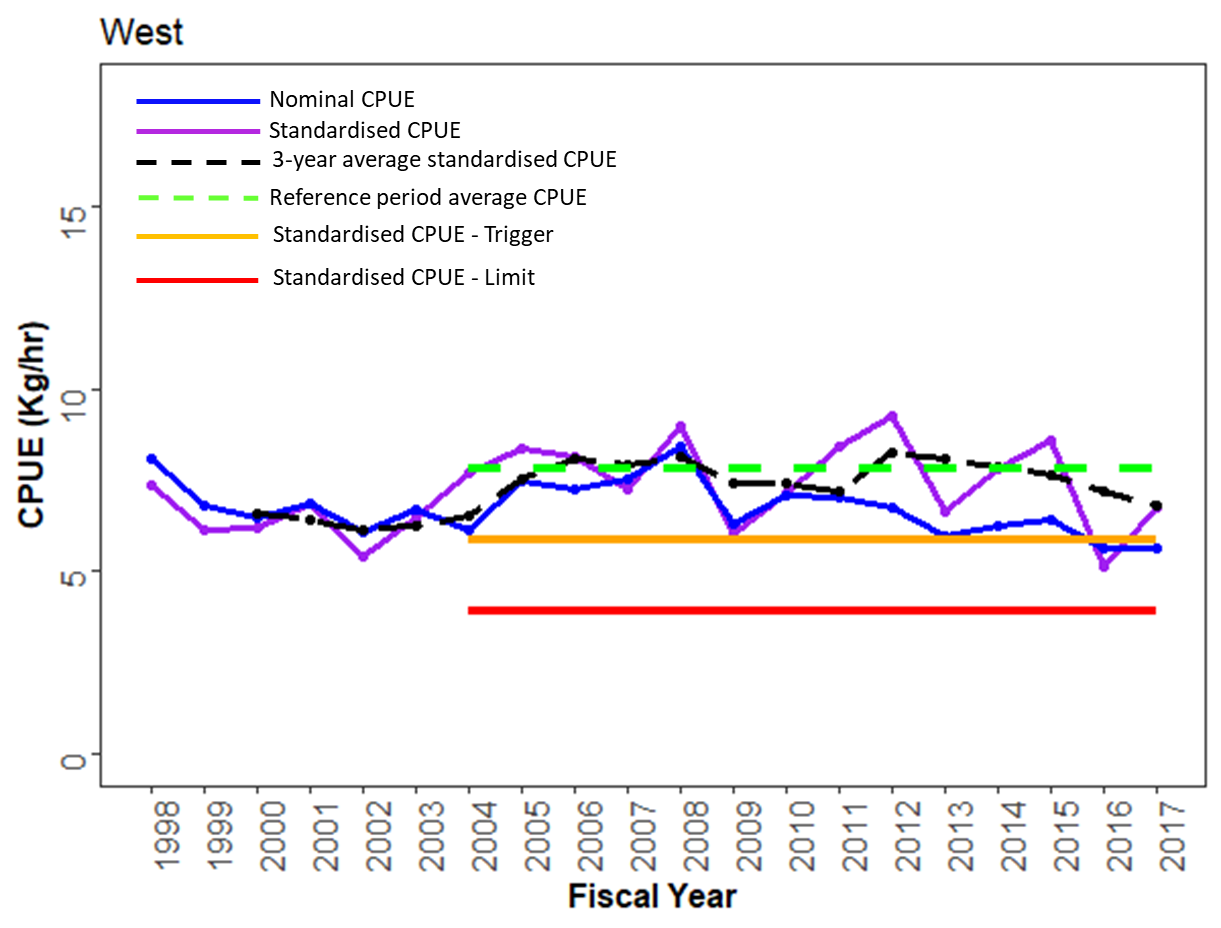 West
Nominal CPUE
Standardised CPUE
3-year average standardised CPUE
Reference period average CPUE
Standardised CPUE - Trigger
Standardised CPUE - Limit
CPUE (Kg/hr)
15
10
5
0
1998
1999
2000
2001
2002
2003
2004
2005
2006
2007
2008
2009
2010
2011
2012
2013
2014
2015
2016
2017
Fiscal Year